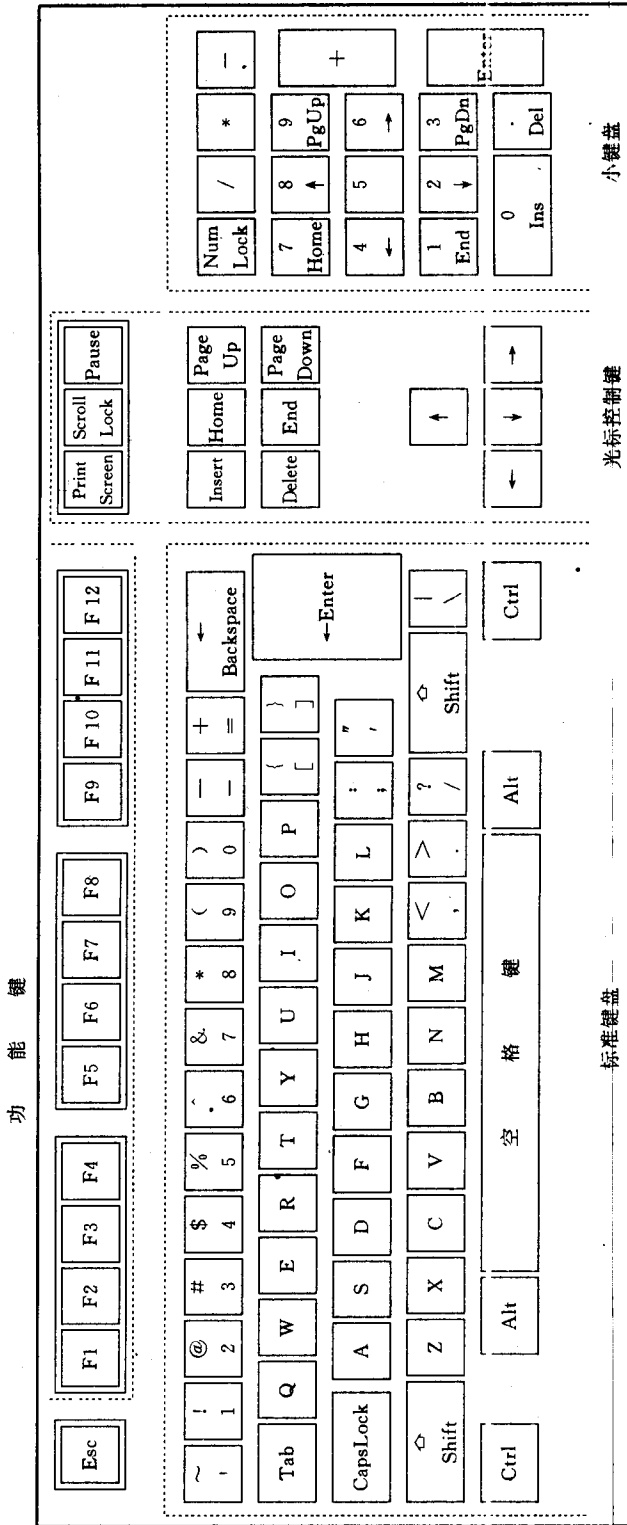 功 能 键
Esc F1 F2 F3 F4 F5 F6 F7 F8 F9 F10 F11 F12 Print Screen Scroll Lock Pause
~ ! @ # $ % ^ & * ( ) — + ←
、 1 2 3 4 5 6 7 8 9 0 — = Backspace
Insert Home Page Up Num Lock / * -
Tab Q W E R T Y U I O P { [ } ] ←Enter
Delete End Page Down 7 Home 8 ↑ 9 PgUp +
CapsLock A S D F G H J K L : ; " ,
4 ← 5 6 →
⇧ Shift Z X C V B N M < , > . ? / ⇧ Shift | \
↑ 1 End 2 ↓ 3 PgDn Enter
Ctrl Alt 空 格 键 Alt Ctrl ← ↓ → 0 Ins . Del
标准键盘 光标控制键 小键盘